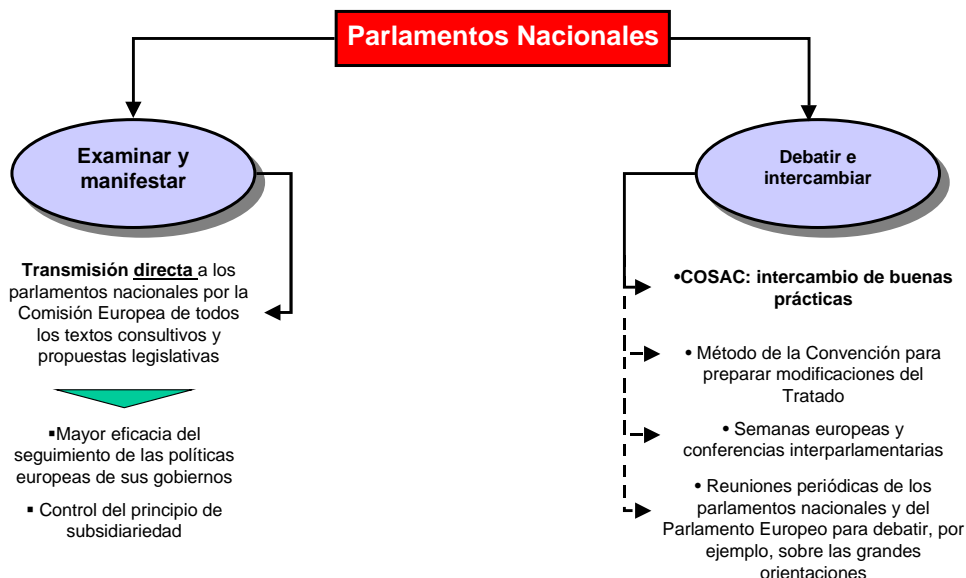 Parlamentos Nacionales
Examinar y
manifestar
Transmisión directa a los
parlamentos nacionales por la
Comisión Europea de todos
los textos consultivos y
propuestas legislativas
▪Mayor eficacia del
seguimiento de las políticas
europeas de sus gobiernos
▪ Control del principio de
subsidiariedad
Debatir e
intercambiar
•COSAC: intercambio de buenas
prácticas
• Método de la Convención para
preparar modificaciones del
Tratado
• Semanas europeas y
conferencias interparlamentarias
• Reuniones periódicas de los
parlamentos nacionales y del
Parlamento Europeo para debatir, por
ejemplo, sobre las grandes
orientaciones